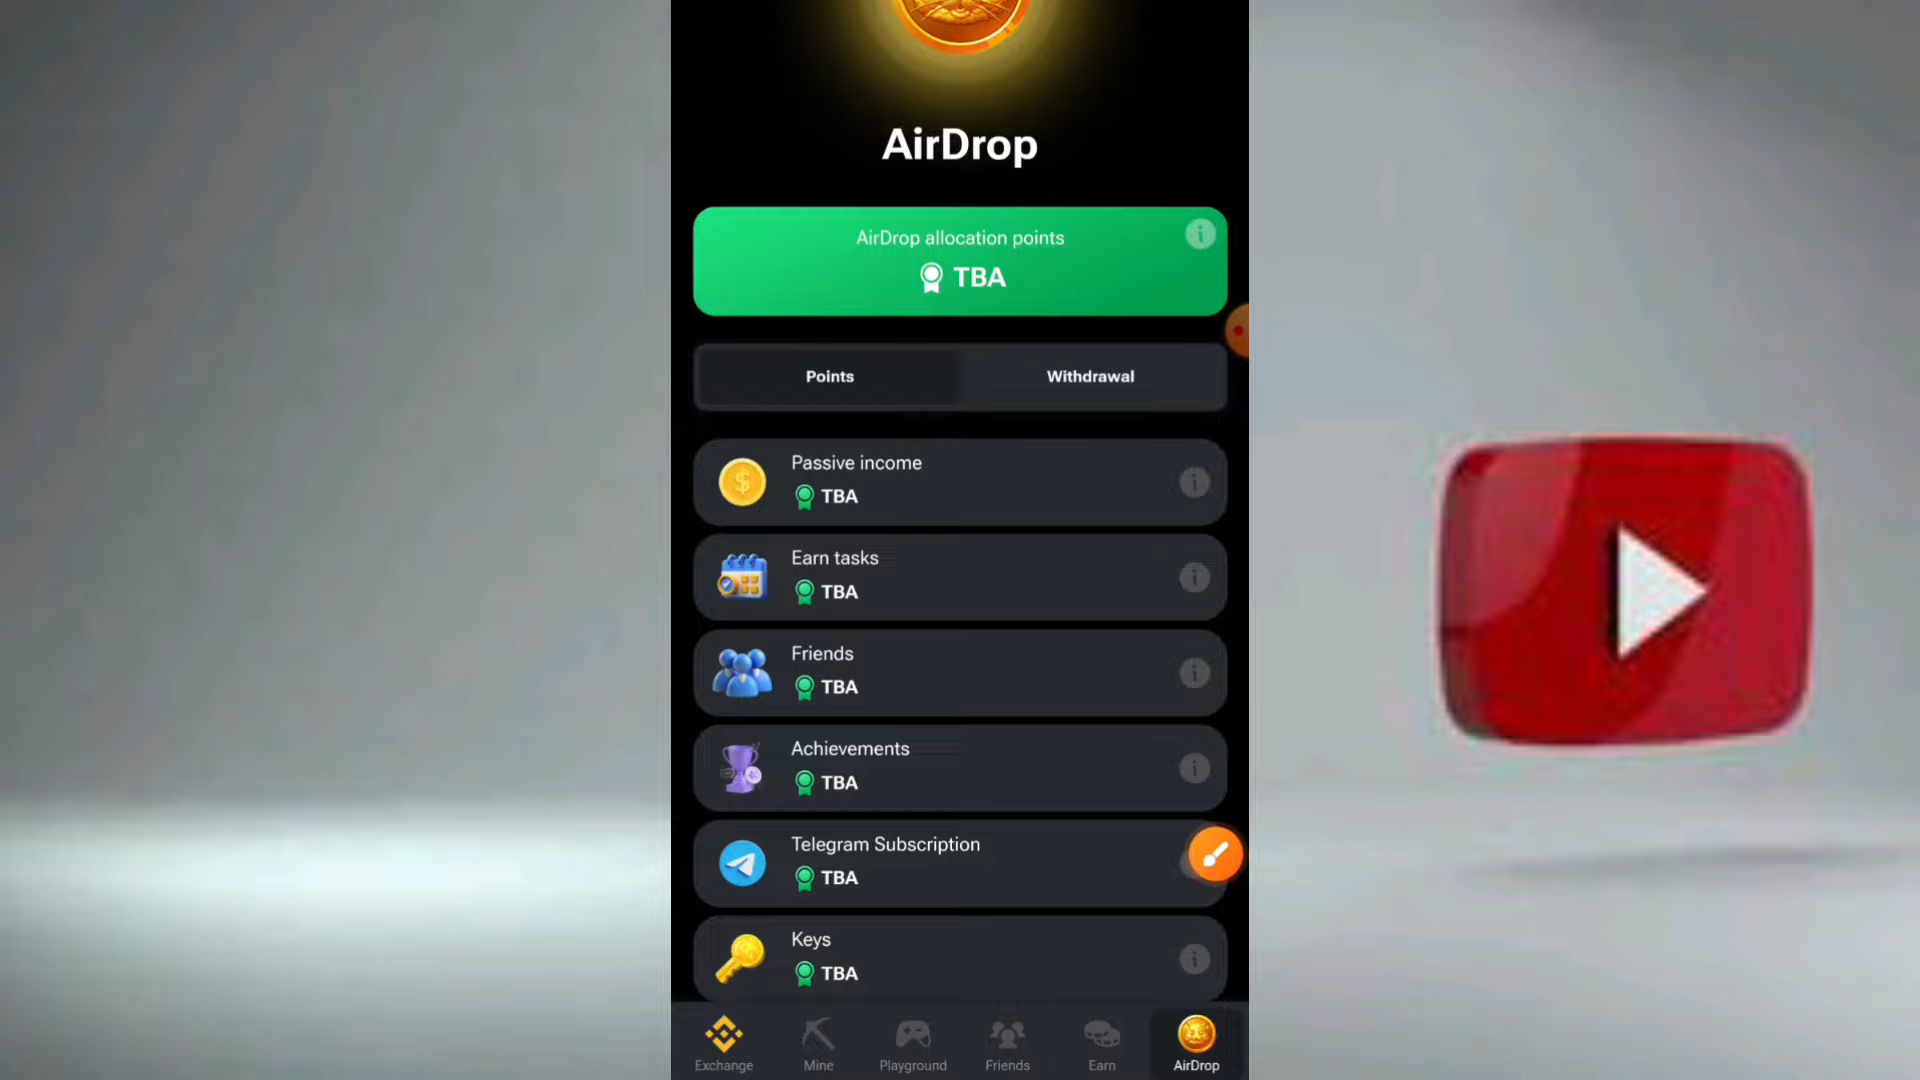 AirDrop
AirDrop allocation points
TBA
Points
Withdrawal
Passive income
TBA
Earn tasks
TBA
Friends
TBA
Achievements
TBA
Telegram Subscription
TBA
Keys
TBA
Exchange
Mine
Playground
Friends
Earn
AirDrop